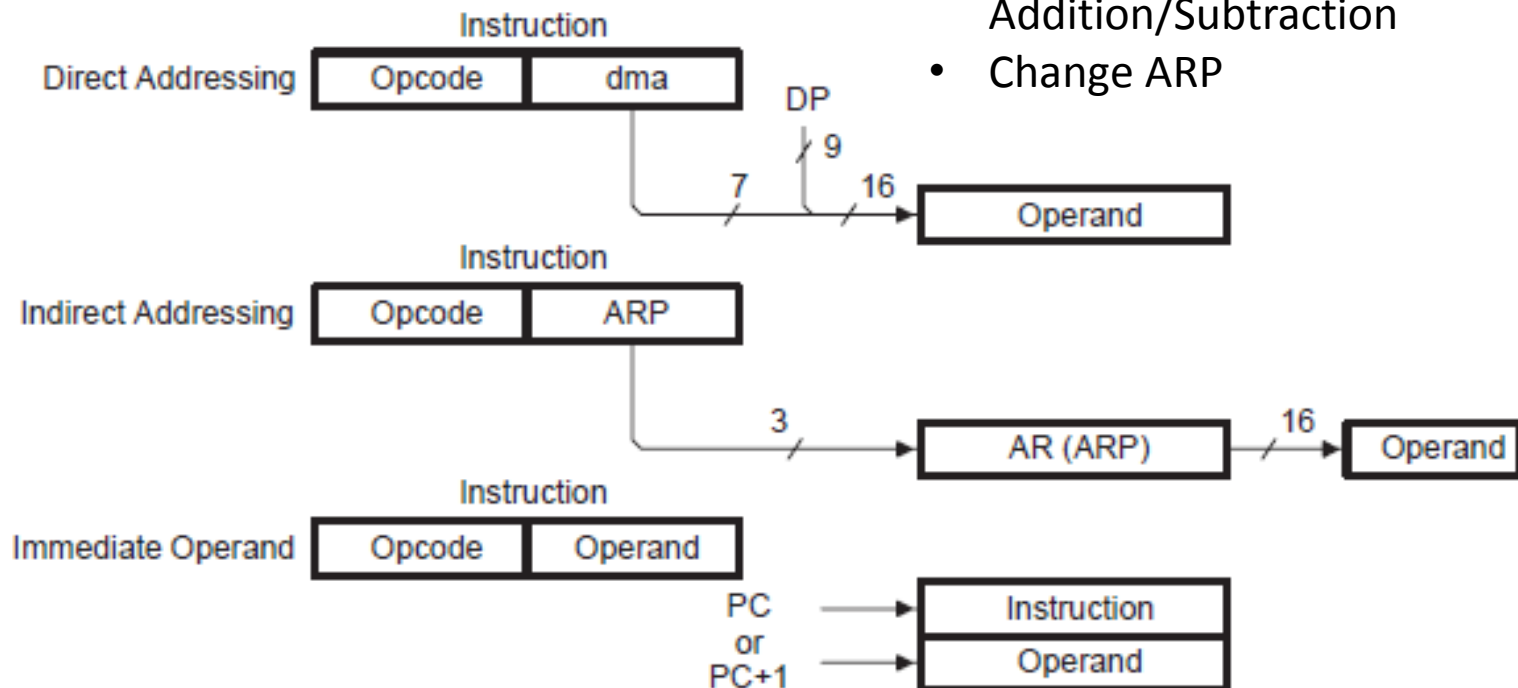 Addition/Subtraction
• Change ARP
Instruction
Direct Addressing Opcode dma
DP
9
7 16
Operand
Instruction
Indirect Addressing Opcode ARP
3 16
AR (ARP) Operand
Instruction
Immediate Operand Opcode Operand
PC Instruction
or
PC+1 Operand